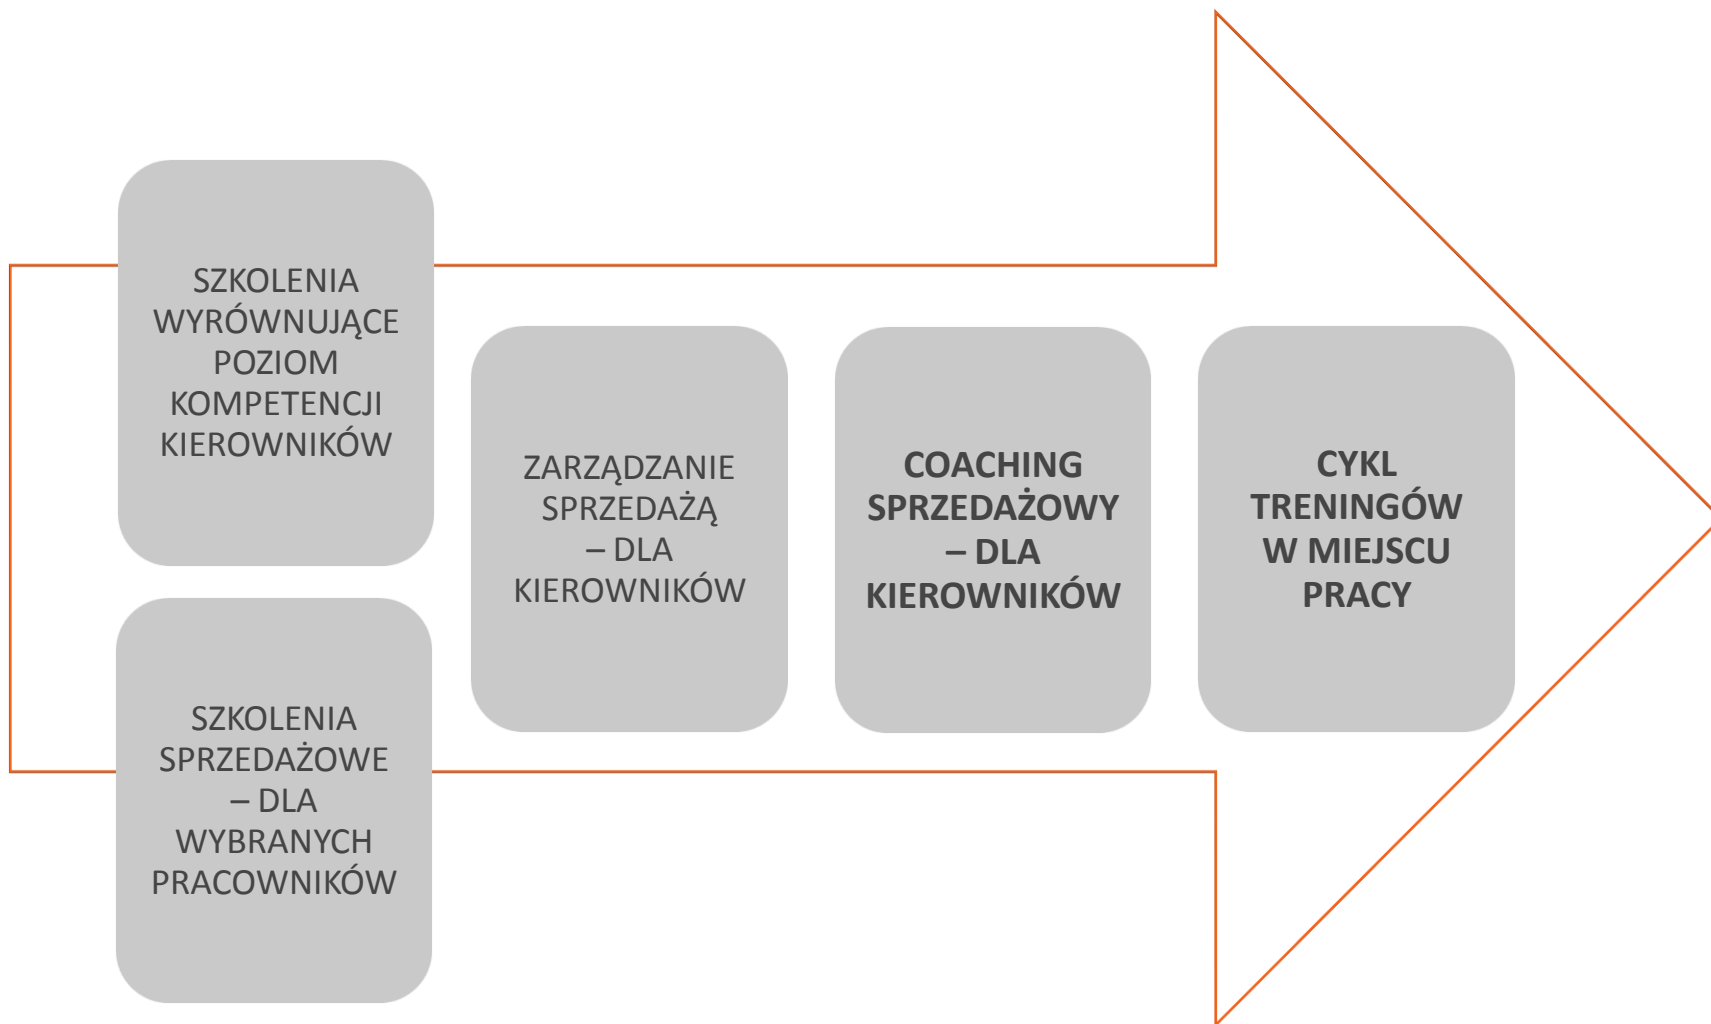 SZKOLENIA
WYRÓWNUJĄCE
POZIOM
KOMPETENCJI
KIEROWNIKÓW
SZKOLENIA
SPRZEDAŻOWE
– DLA
WYBRANYCH
PRACOWNIKÓW
ZARZĄDZANIE
SPRZEDAŻĄ
– DLA
KIEROWNIKÓW
COACHING
SPRZEDAŻOWY
– DLA
KIEROWNIKÓW
CYKL
TRENINGÓW
W MIEJSCU
PRACY